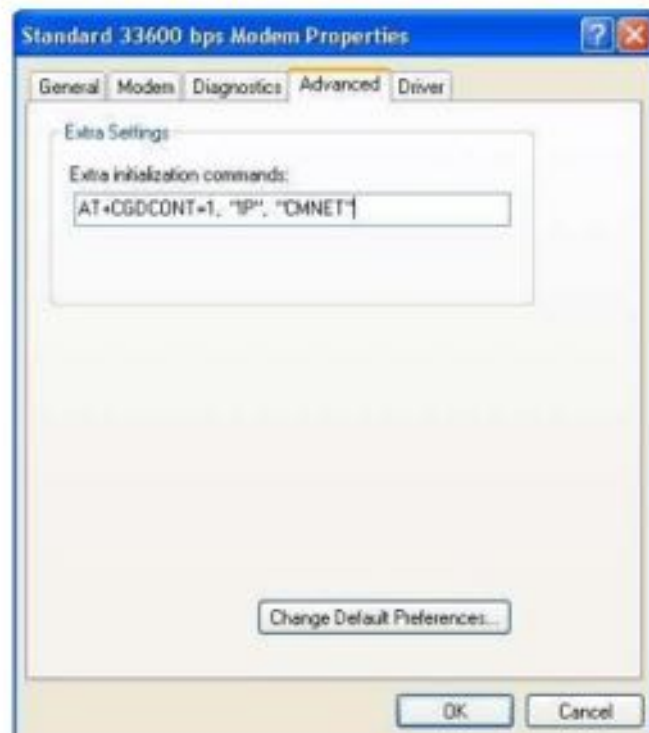 Standard 33600 bps Modem Properties
General Modem Diagnostics Advanced Driver
Extra Settings
Extra initialization commands:
AT+CGDCONT=1, "IP", "CMNET"
Change Default Preferences...
OK Cancel